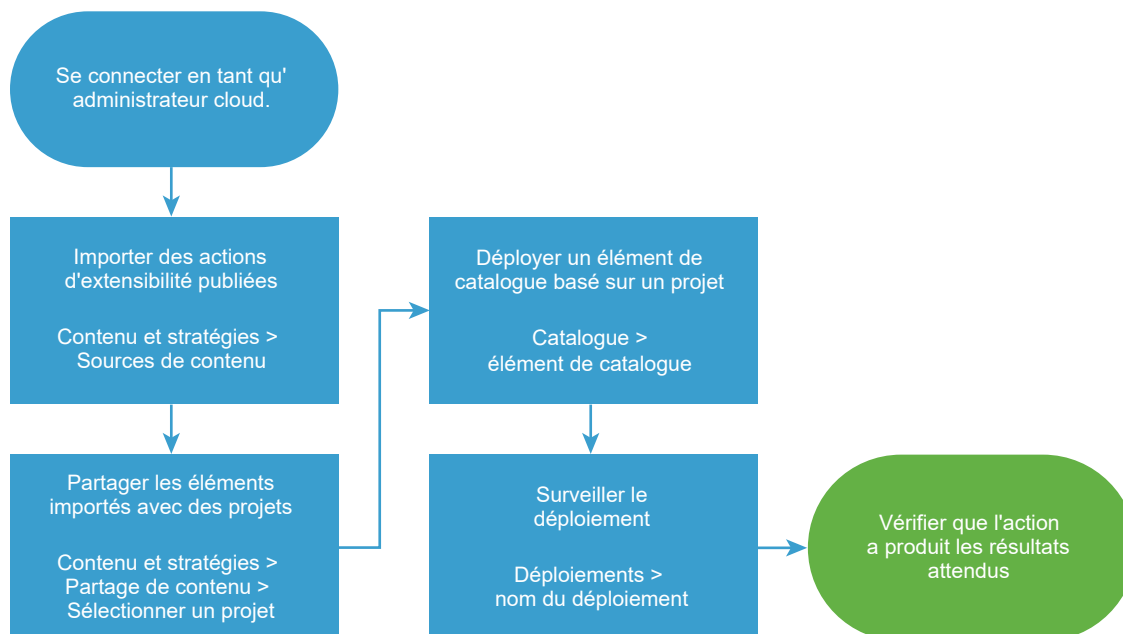 Se connecter en tant qu'
administrateur cloud.
Importer des actions
d'extensibilité publiées
Contenu et stratégies >
Sources de contenu
Partager les éléments
importés avec des projets
Contenu et stratégies >
Partage de contenu >
Sélectionner un projet
Déployer un élément de
catalogue basé sur un projet
Catalogue >
élément de catalogue
Surveiller le
déploiement
Déploiements >
nom du déploiement
Vérifier que l'action
a produit les résultats
attendus